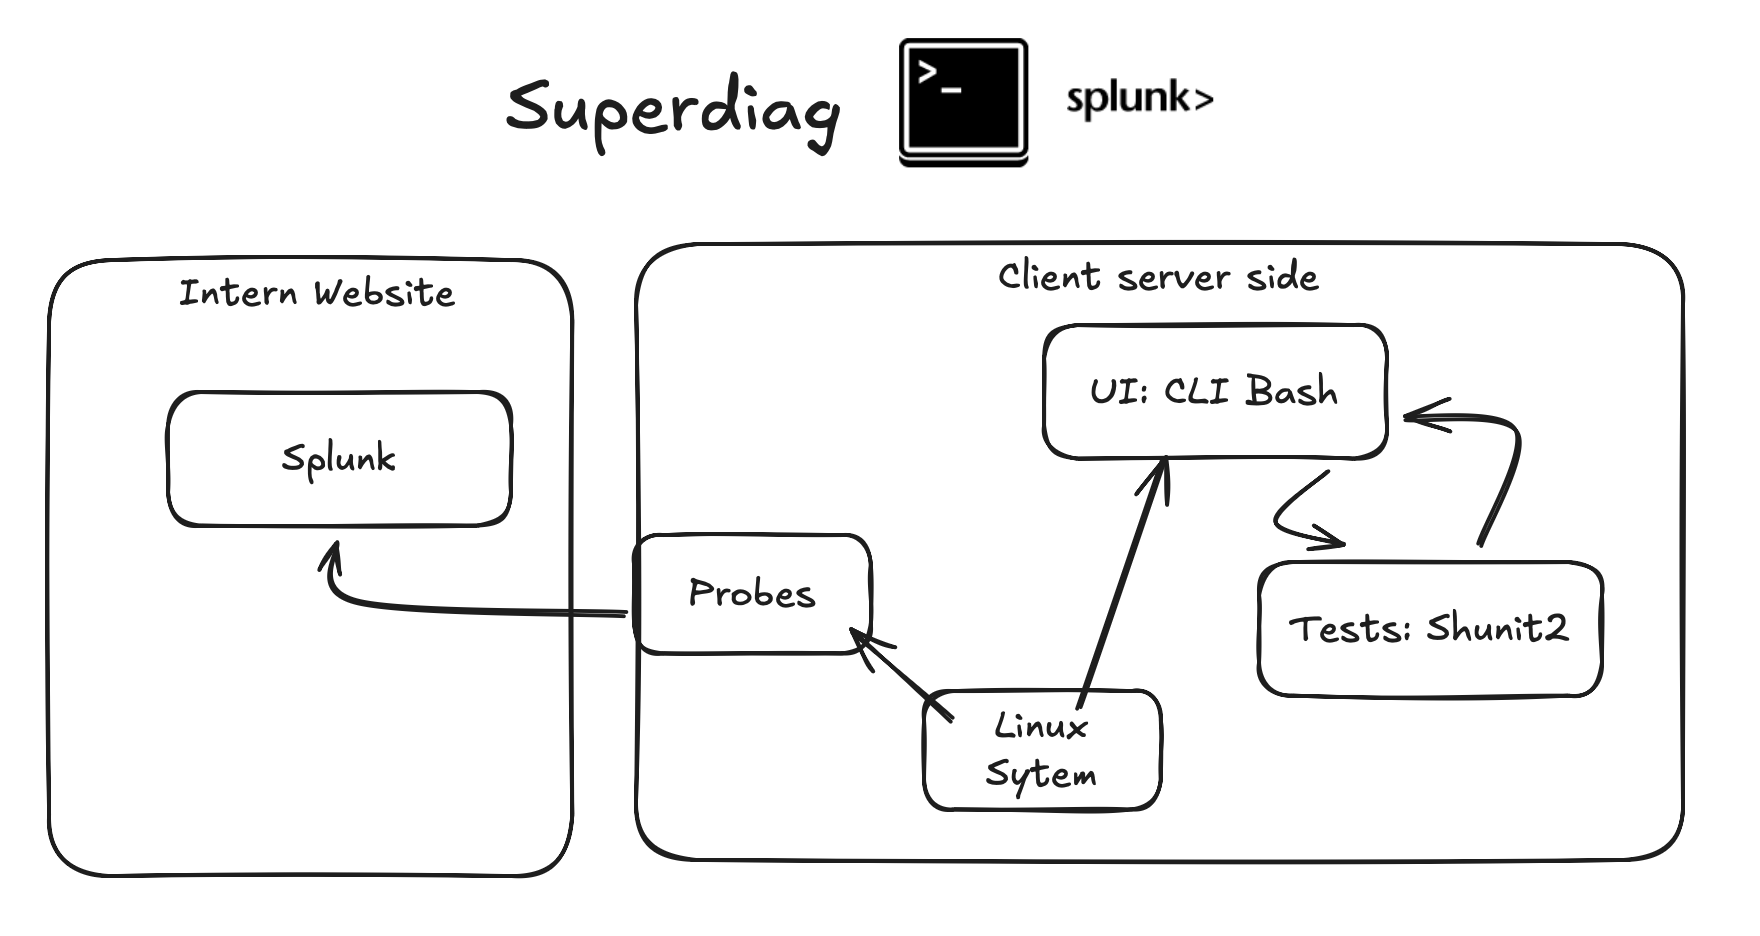 Superdiag
>_
splunk>
Intern Website
Client server side
UI: CLI Bash
Splunk
Probes
Tests: Shunit2
Linux
Sytem